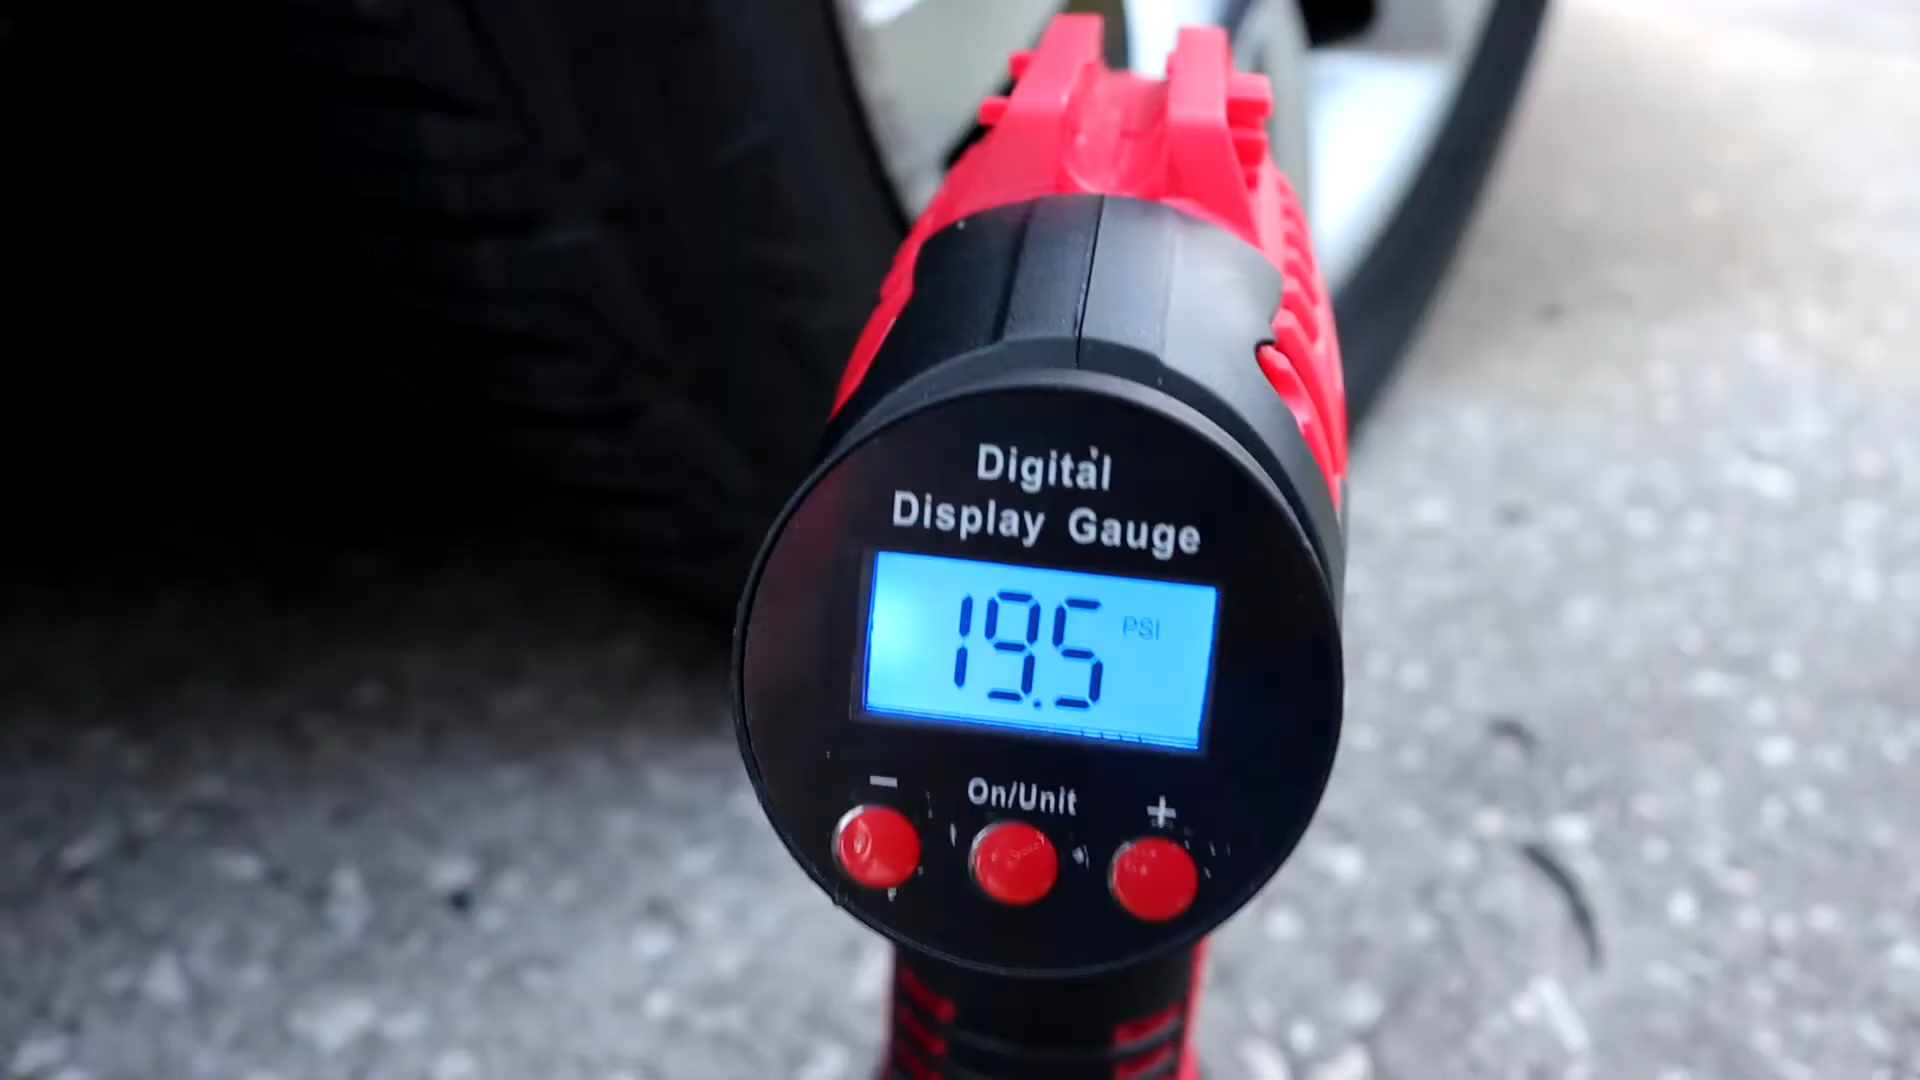 Digital
Display Gauge
19.5 PSI
− On/Unit +